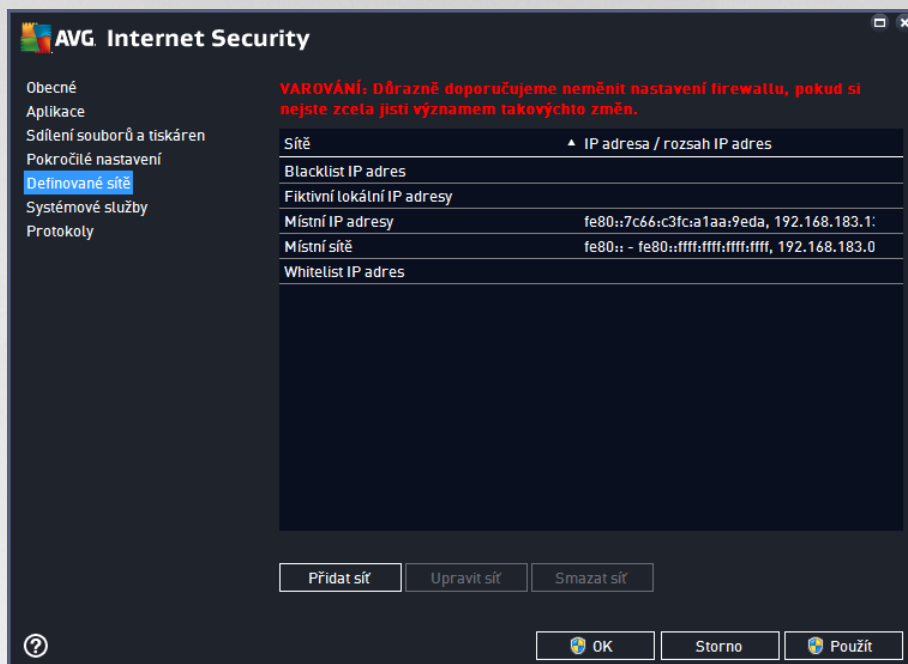 AVG. Internet Security
Obecné
Aplikace
Sdílení souborů a tiskáren
Pokročilé nastavení
Definované sítě
Systémové služby
Protokoly
VAROVÁNÍ: Důrazně doporučujeme neměnit nastavení firewallu, pokud si
nejste zcela jisti významem takovýchto změn.
Sítě ▲ IP adresa / rozsah IP adres
Blacklist IP adres
Fiktivní lokální IP adresy
Místní IP adresy fe80::7c66:c3fc:a1aa:9eda, 192.168.183.1
Místní sítě fe80:: - fe80::ffff:ffff:ffff:ffff, 192.168.183.0
Whitelist IP adres
Přidat síť Upravit síť Smazat síť
? OK Storno Použít